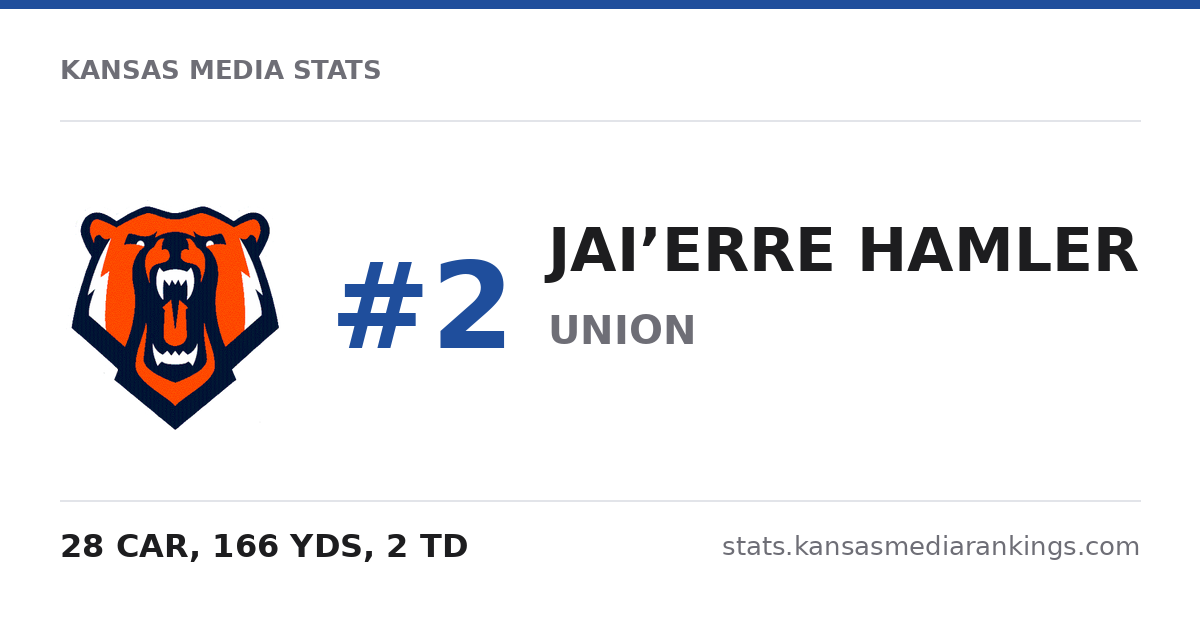 KANSAS MEDIA STATS
#2
JAI’ERRE HAMLER
UNION
28 CAR, 166 YDS, 2 TD
stats.kansasmediarankings.com